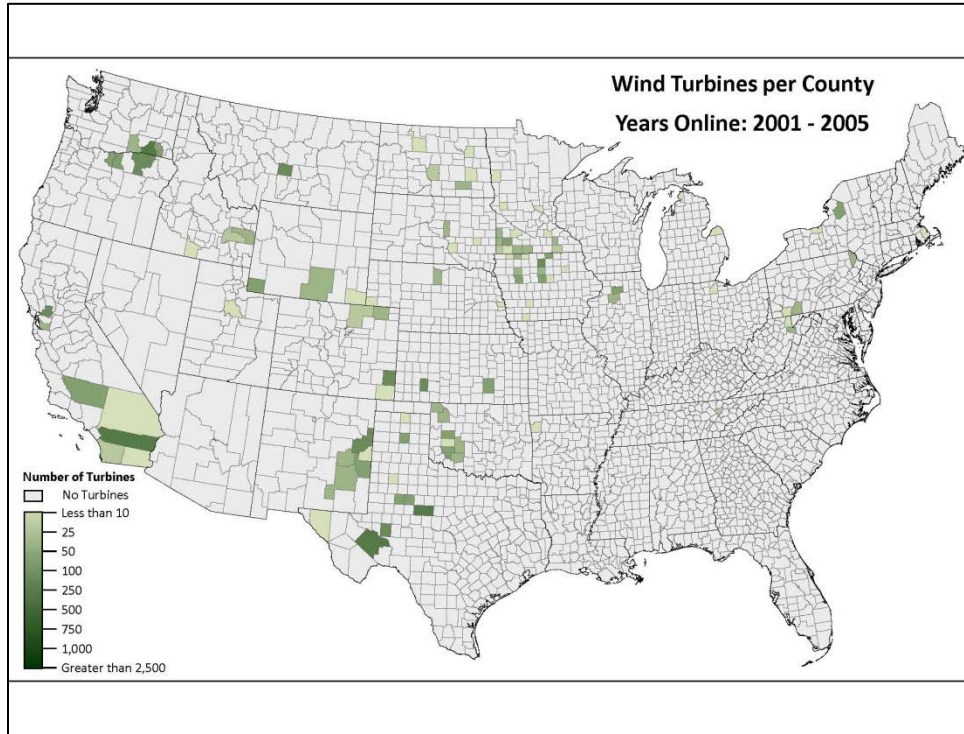 Wind Turbines per County
Years Online: 2001 - 2005
Number of Turbines
No Turbines
Less than 10
25
50
100
250
500
750
1,000
Greater than 2,500